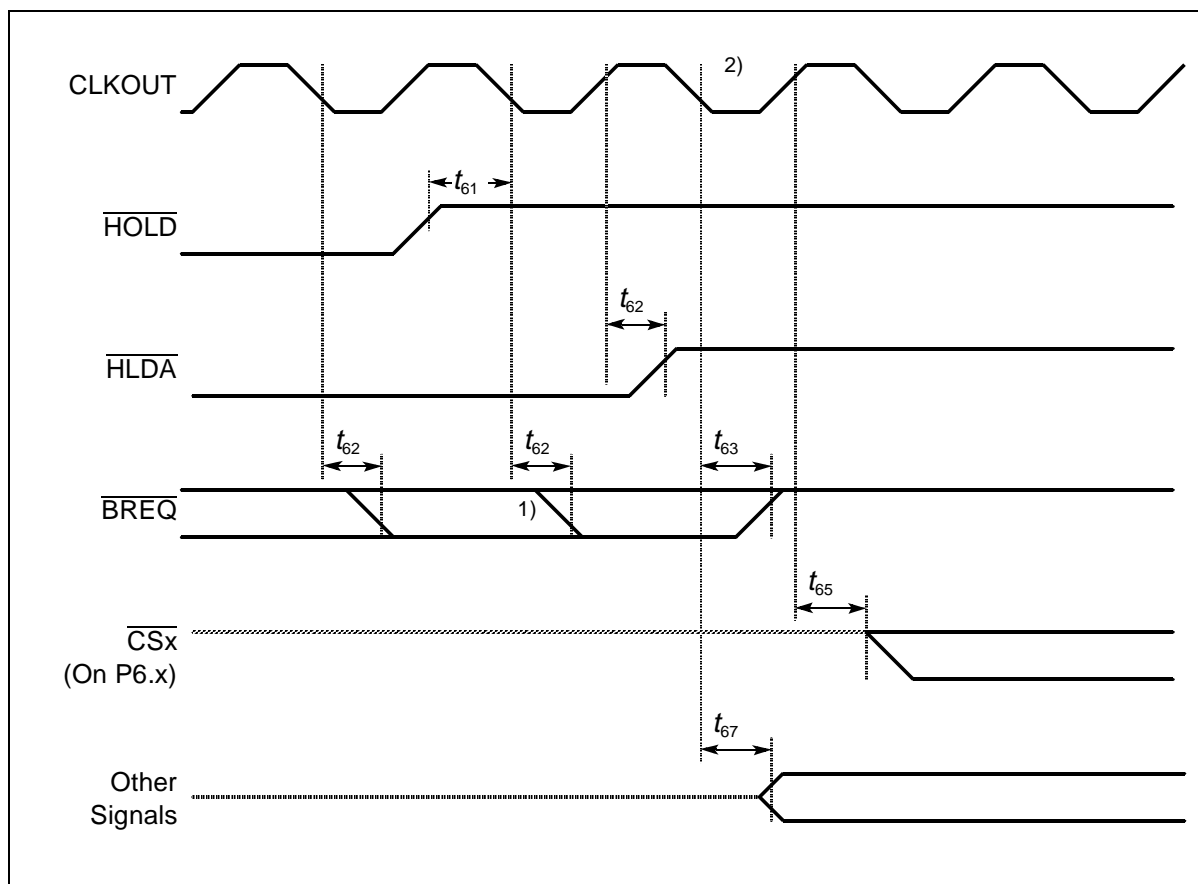 2)
CLKOUT
t61
HOLD
t62
HLDA
t62
t62
t63
BREQ
1)
t65
CSx
(On P6.x)
t67
Other
Signals